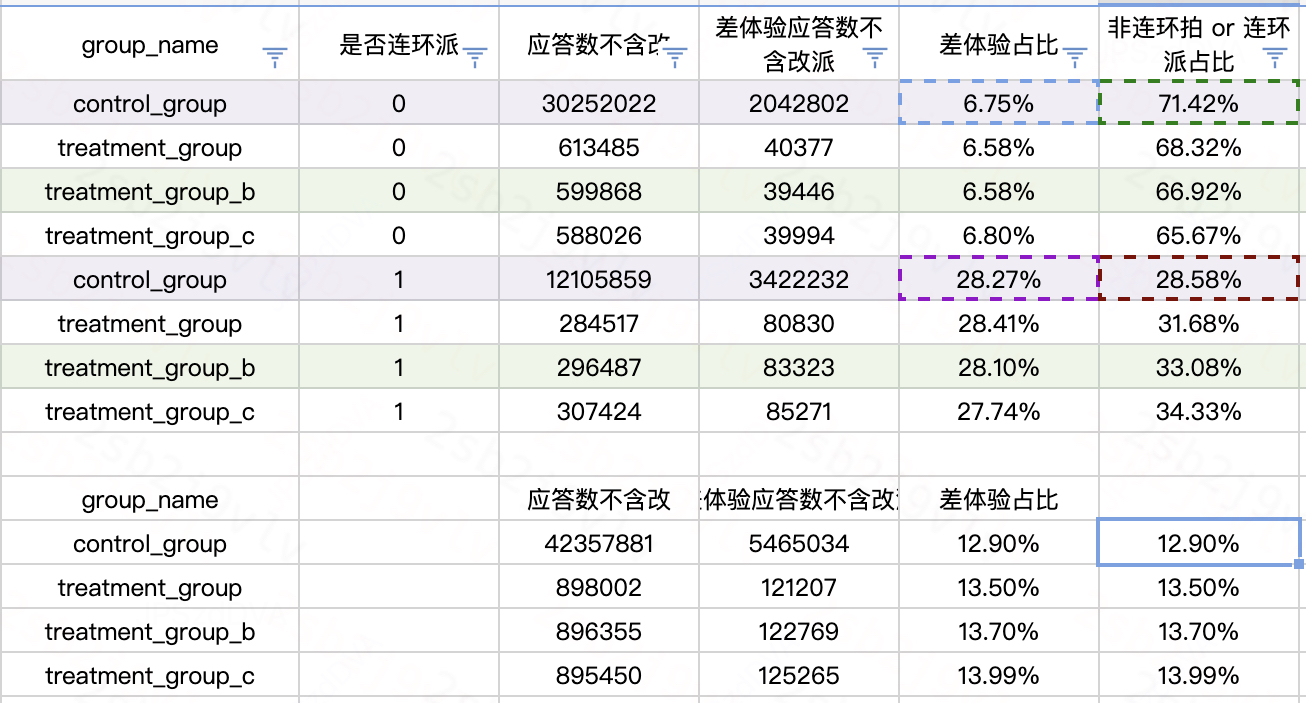 group_name 是否连环派 应答数不含改 差体验应答数不含改派 差体验占比 非连环拍 or 连环派占比
control_group 0 30252022 2042802 6.75% 71.42%
treatment_group 0 613485 40377 6.58% 68.32%
treatment_group_b 0 599868 39446 6.58% 66.92%
treatment_group_c 0 588026 39994 6.80% 65.67%
control_group 1 12105859 3422232 28.27% 28.58%
treatment_group 1 284517 80830 28.41% 31.68%
treatment_group_b 1 296487 83323 28.10% 33.08%
treatment_group_c 1 307424 85271 27.74% 34.33%
group_name 应答数不含改 体验应答数不含改 差体验占比
control_group 42357881 5465034 12.90% 12.90%
treatment_group 898002 121207 13.50% 13.50%
treatment_group_b 896355 122769 13.70% 13.70%
treatment_group_c 895450 125265 13.99% 13.99%